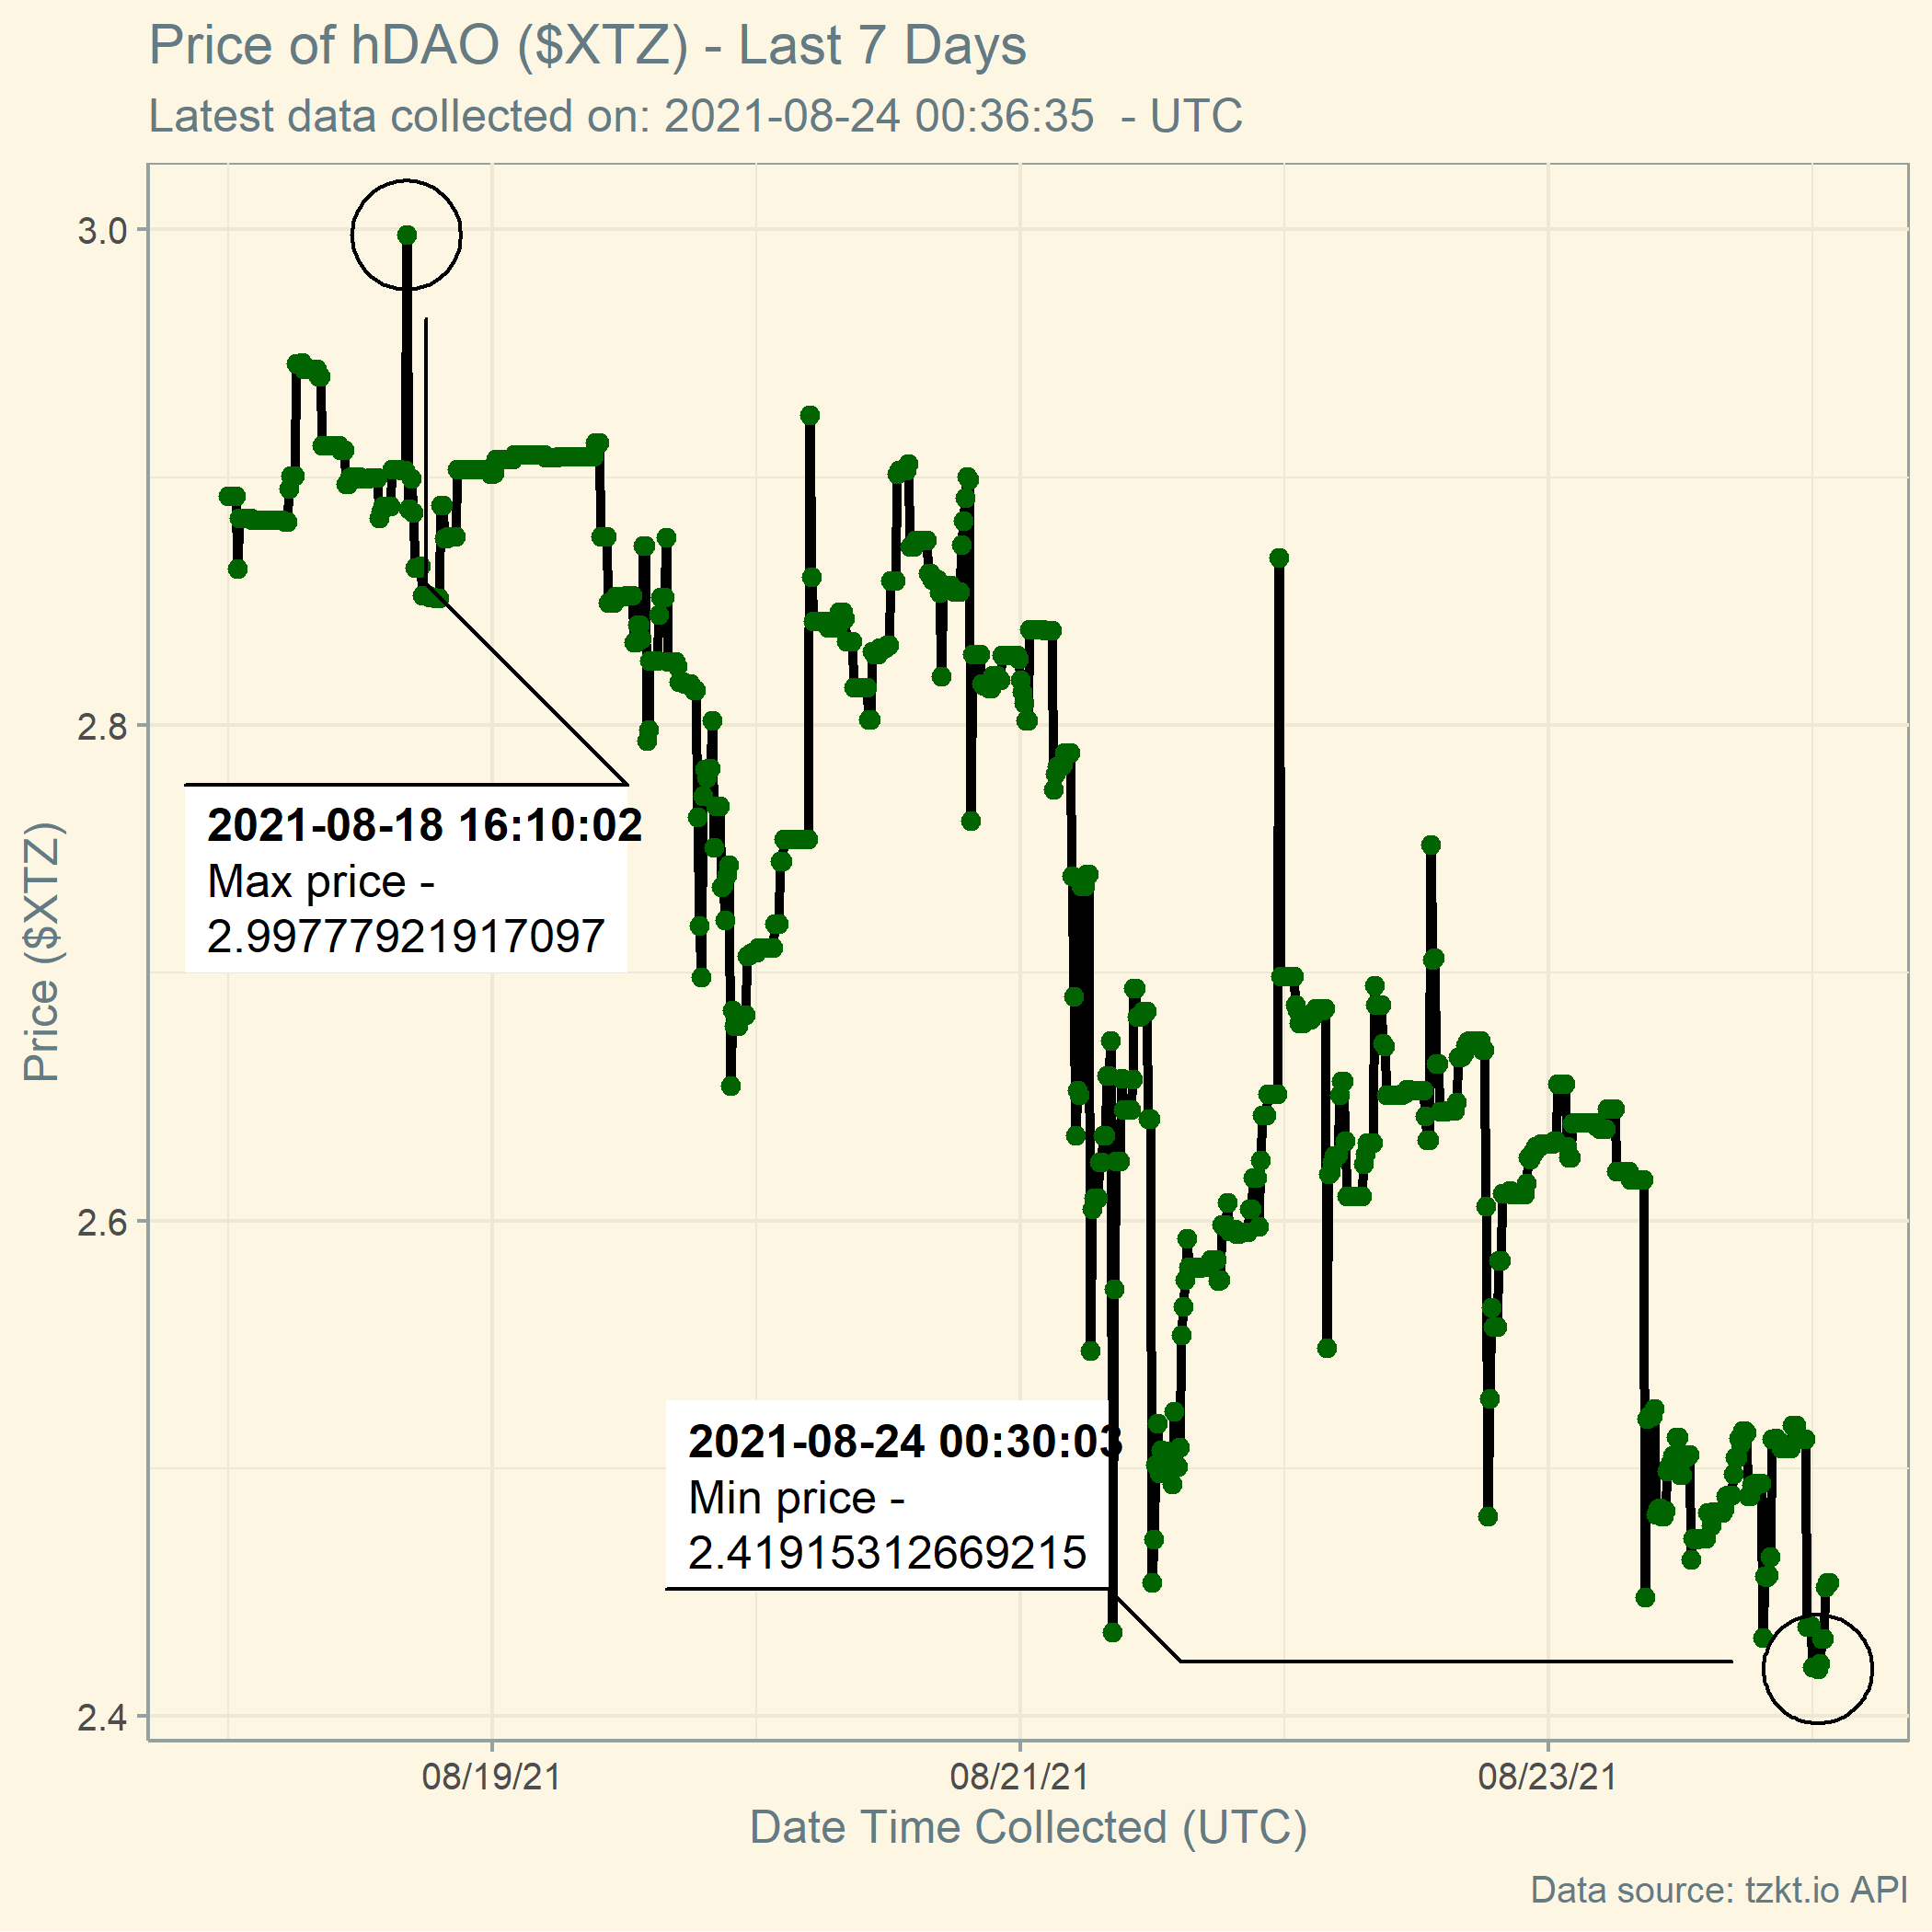 Price of hDAO ($XTZ) - Last 7 Days
Latest data collected on: 2021-08-24 00:36:35  - UTC
3.0
2.8
2.6
2.4
Price ($XTZ)
2021-08-18 16:10:02
Max price -
2.99777921917097
2021-08-24 00:30:03
Min price -
2.41915312669215
08/19/21
08/21/21
08/23/21
Date Time Collected (UTC)
Data source: tzkt.io API